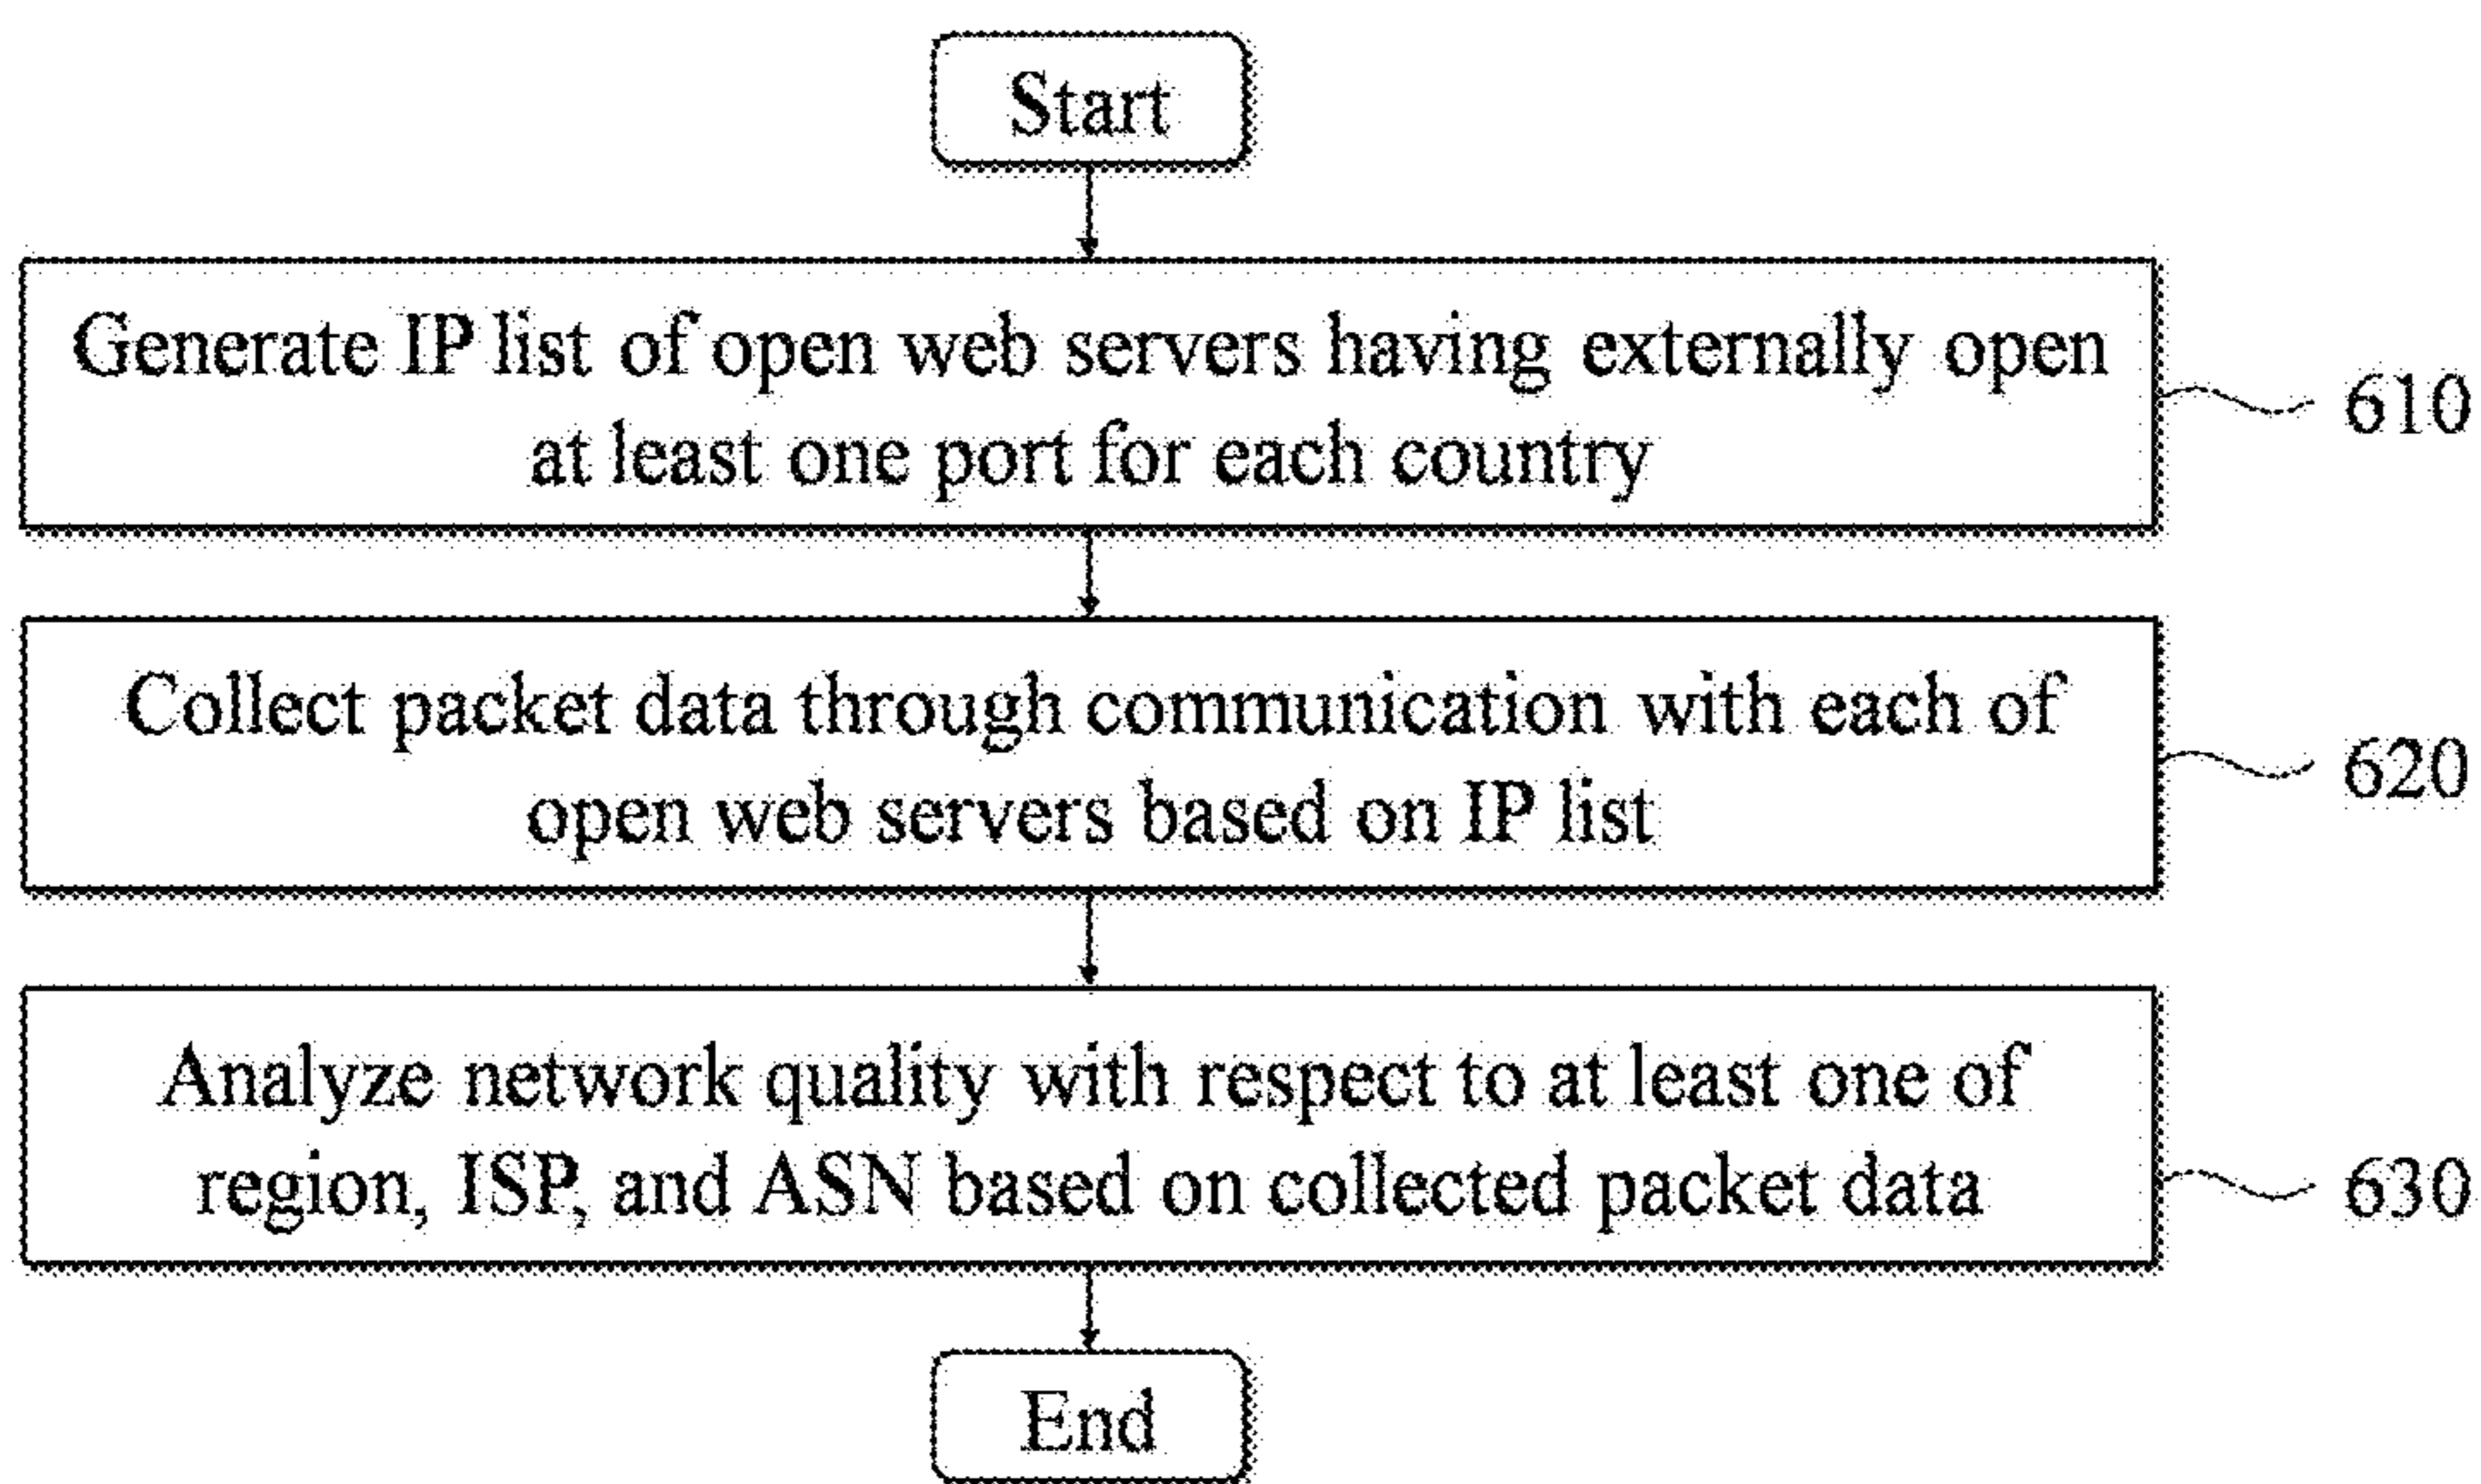 Start
Generate IP list of open web servers having externally open
at least one port for each country
610
Collect packet data through communication with each of
open web servers based on IP list
620
Analyze network quality with respect to at least one of
region, ISP, and ASN based on collected packet data
630
End